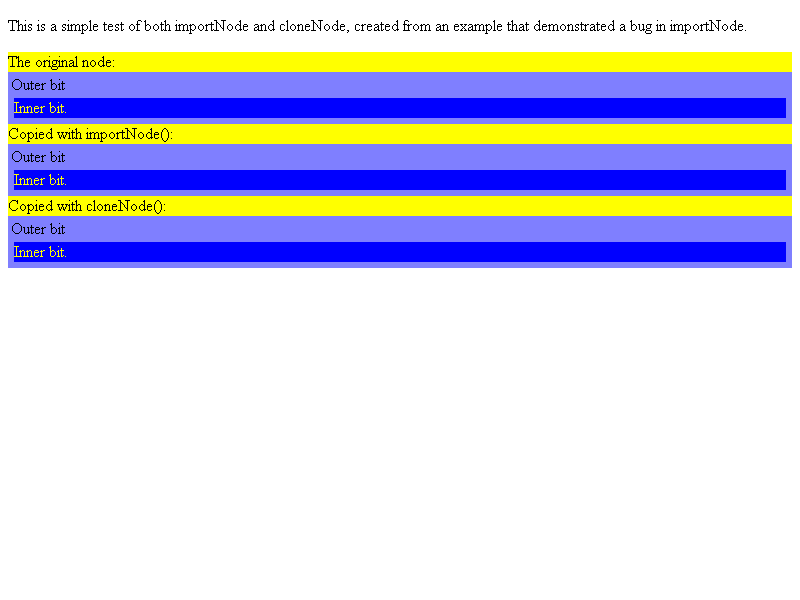 This is a simple test of both importNode and cloneNode, created from an example that demonstrated a bug in importNode.
The original node:
Outer bit
Inner bit.
Copied with importNode():
Outer bit
Inner bit.
Copied with cloneNode():
Outer bit
Inner bit.